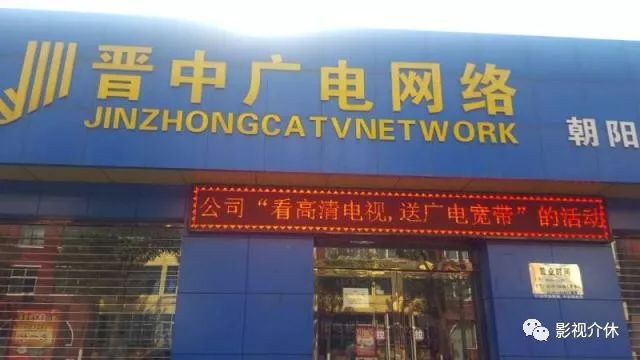 晋中广电网络
JINZHONGCATVNETWORK
朝阳
公司“看高清电视,送广电宽带”的活动
营业时间
影视介休